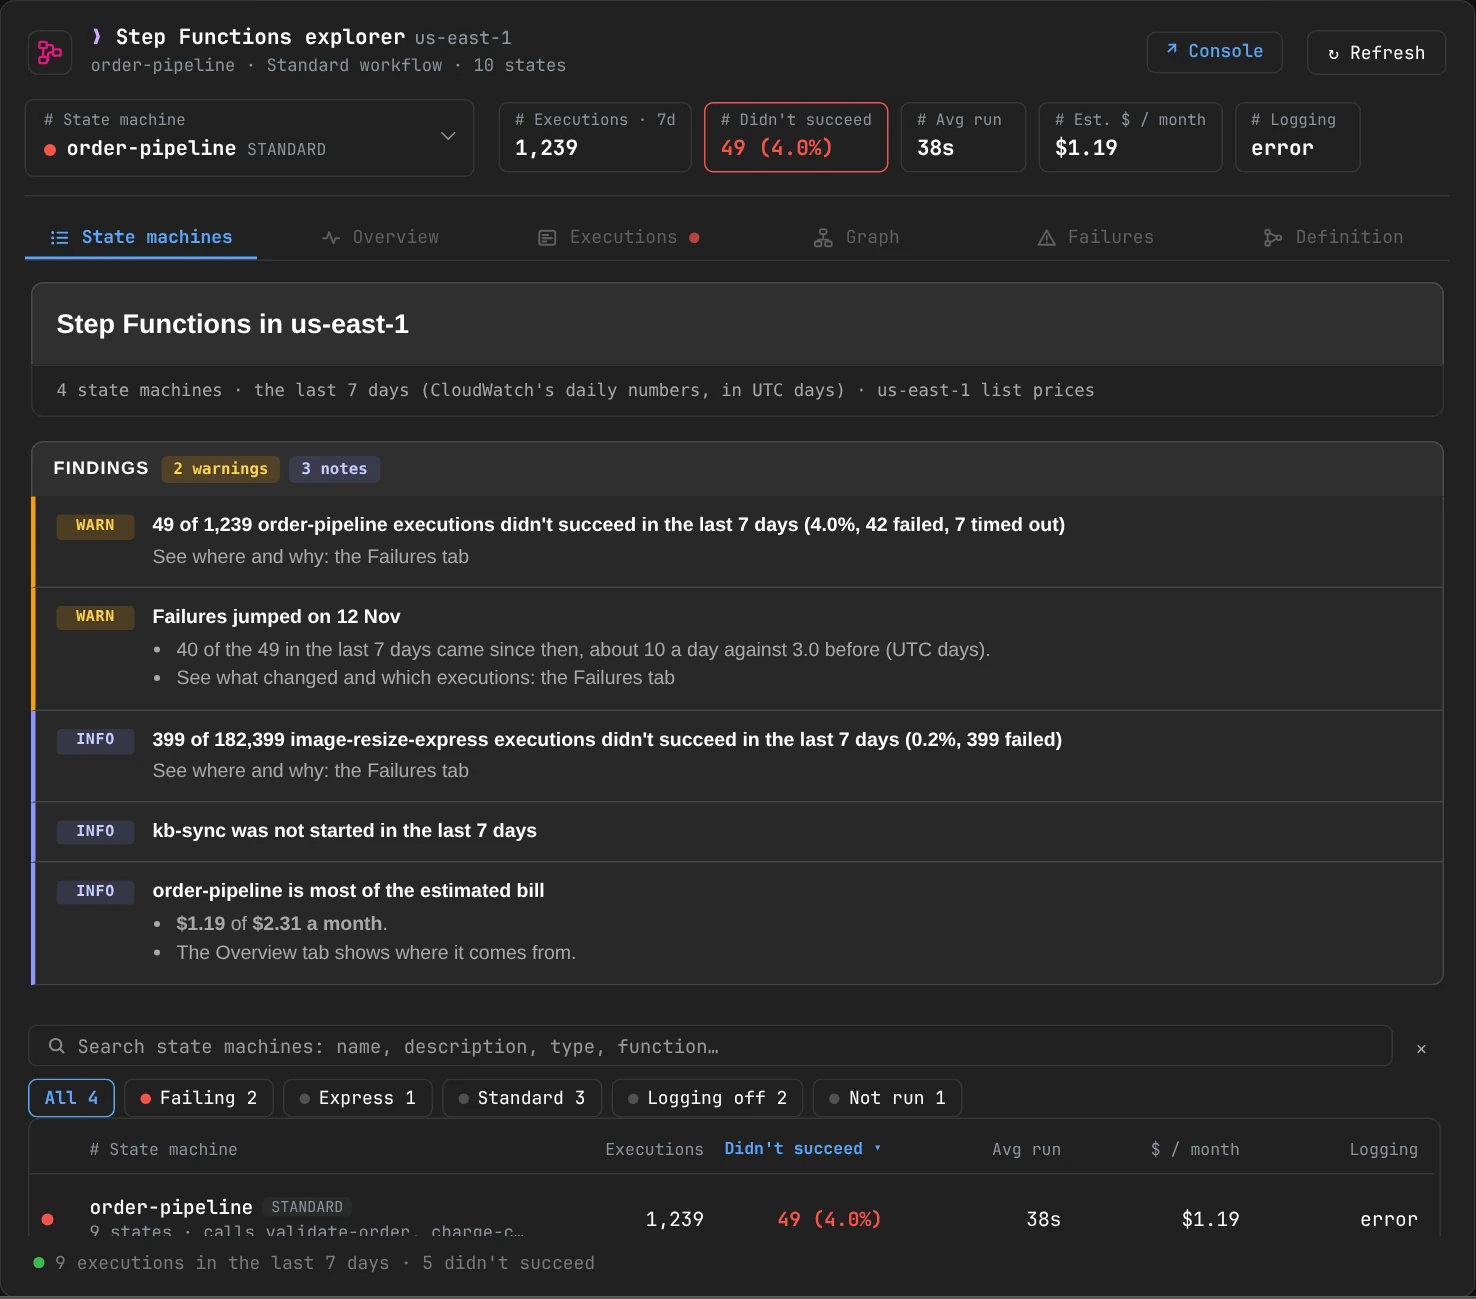 ❫ Step Functions explorer us-east-1
order-pipeline · Standard workflow · 10 states
↗ Console
↻ Refresh
# State machine
order-pipeline STANDARD
# Executions · 7d
1,239
# Didn't succeed
49 (4.0%)
# Avg run
38s
# Est. $ / month
$1.19
# Logging
error
State machines
Overview
Executions
Graph
Failures
Definition
Step Functions in us-east-1
4 state machines · the last 7 days (CloudWatch's daily numbers, in UTC days) · us-east-1 list prices
FINDINGS 2 warnings 3 notes
WARN 49 of 1,239 order-pipeline executions didn't succeed in the last 7 days (4.0%, 42 failed, 7 timed out)
See where and why: the Failures tab
WARN Failures jumped on 12 Nov
• 40 of the 49 in the last 7 days came since then, about 10 a day against 3.0 before (UTC days).
• See what changed and which executions: the Failures tab
INFO 399 of 182,399 image-resize-express executions didn't succeed in the last 7 days (0.2%, 399 failed)
See where and why: the Failures tab
INFO kb-sync was not started in the last 7 days
INFO order-pipeline is most of the estimated bill
• $1.19 of $2.31 a month.
• The Overview tab shows where it comes from.
Search state machines: name, description, type, function…
×
All 4 Failing 2 Express 1 Standard 3 Logging off 2 Not run 1
# State machine Executions Didn't succeed ▾ Avg run $ / month Logging
order-pipeline STANDARD
1,239 49 (4.0%) 38s $1.19 error
9 states · calls validate-order, charge-c…
9 executions in the last 7 days · 5 didn't succeed